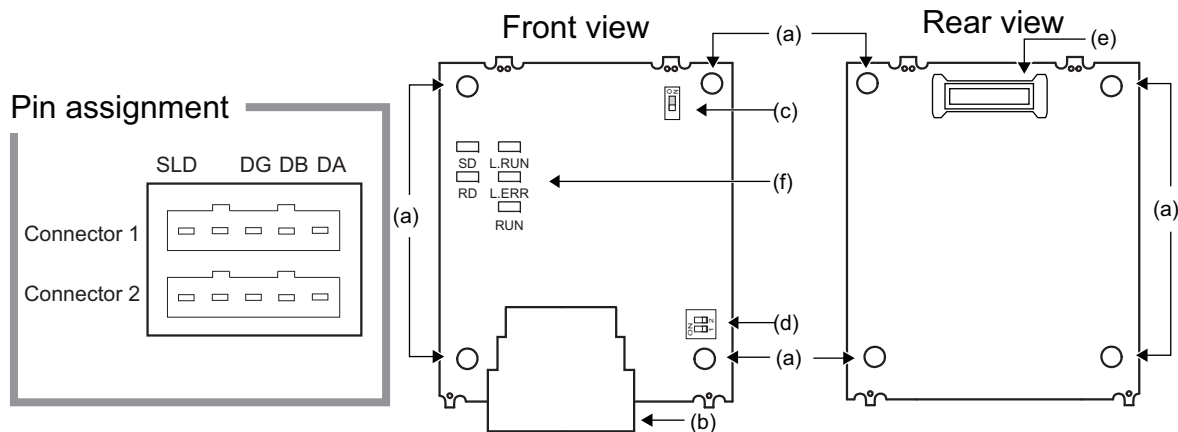 Front view
Rear view
Pin assignment
SLD DG DB DA
Connector 1
Connector 2
(a)
(a)
(e)
ON
(c)
SD L.RUN
RD L.ERR
RUN
(f)
(a)
ON
1 2
(d)
(a)
(b)
(a)